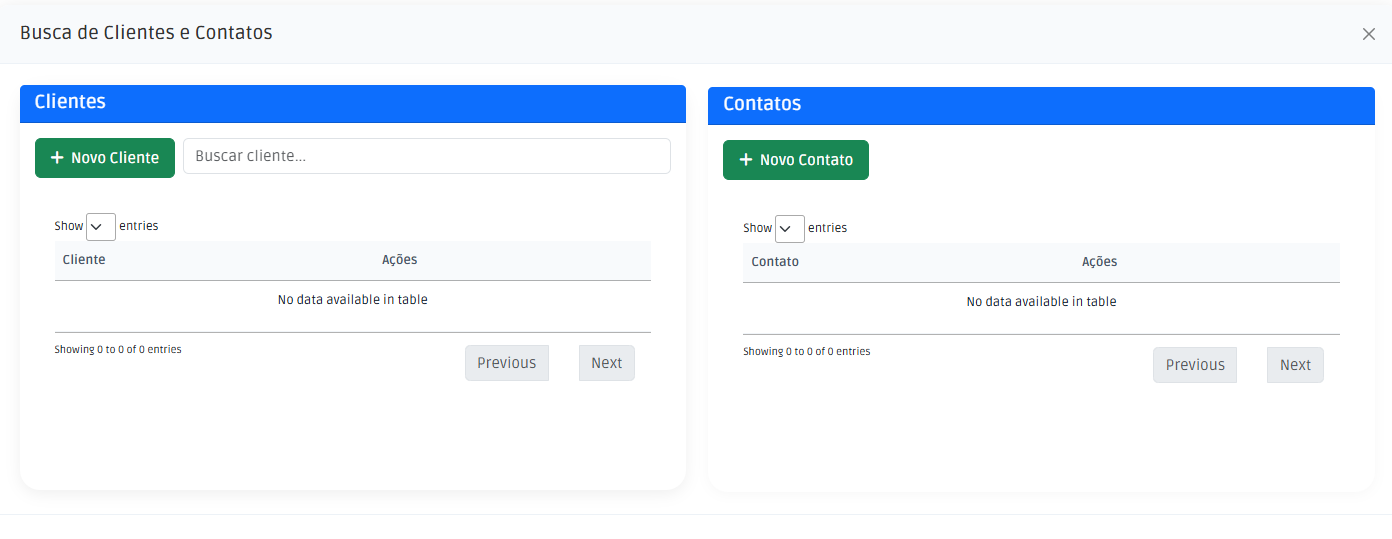 Busca de Clientes e Contatos
Clientes
+ Novo Cliente
Buscar cliente...
Show entries
Cliente Ações
No data available in table
Showing 0 to 0 of 0 entries
Previous Next
Contatos
+ Novo Contato
Show entries
Contato Ações
No data available in table
Showing 0 to 0 of 0 entries
Previous Next